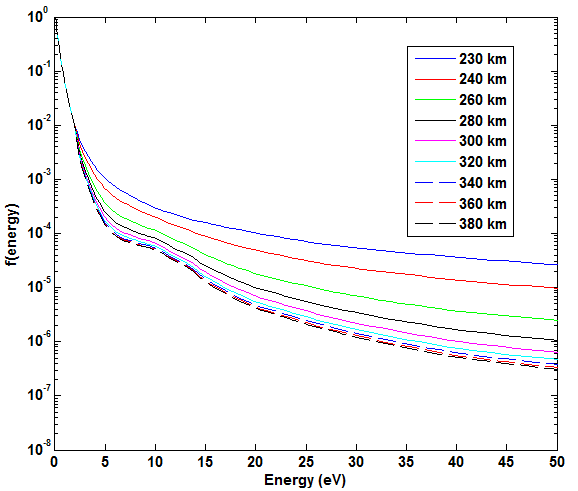 10^0
10^-1
10^-2
10^-3
10^-4
10^-5
10^-6
10^-7
10^-8
f(energy)
230 km
240 km
260 km
280 km
300 km
320 km
340 km
360 km
380 km
0 5 10 15 20 25 30 35 40 45 50
Energy (eV)